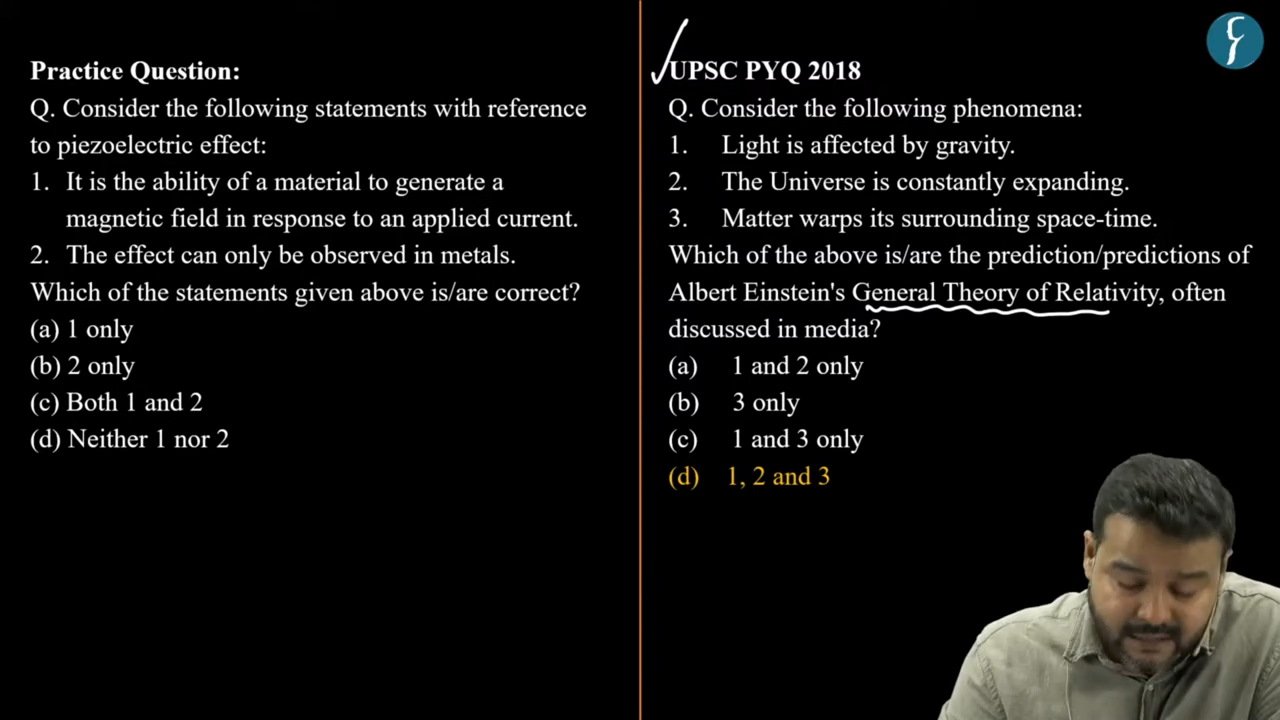 Practice Question:
Q. Consider the following statements with reference
to piezoelectric effect:
1. It is the ability of a material to generate a
magnetic field in response to an applied current.
2. The effect can only be observed in metals.
Which of the statements given above is/are correct?
(a) 1 only
(b) 2 only
(c) Both 1 and 2
(d) Neither 1 nor 2
UPSC PYQ 2018
Q. Consider the following phenomena:
1. Light is affected by gravity.
2. The Universe is constantly expanding.
3. Matter warps its surrounding space-time.
Which of the above is/are the prediction/predictions of
Albert Einstein's General Theory of Relativity, often
discussed in media?
(a) 1 and 2 only
(b) 3 only
(c) 1 and 3 only
(d) 1, 2 and 3